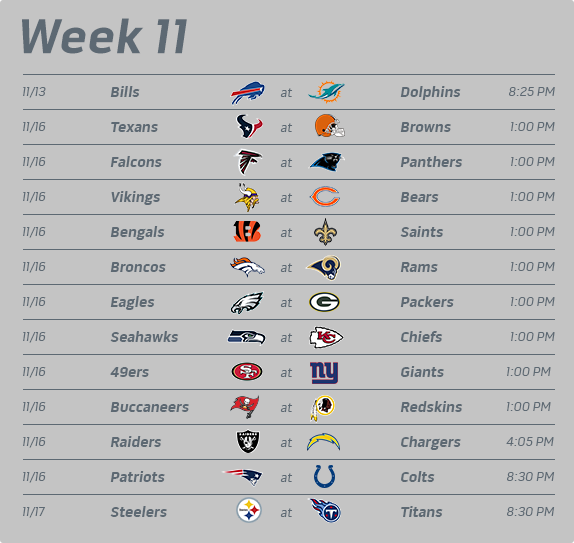 Week 11
11/13 Bills at Dolphins 8:25 PM
11/16 Texans at Browns 1:00 PM
11/16 Falcons at Panthers 1:00 PM
11/16 Vikings at Bears 1:00 PM
11/16 Bengals at Saints 1:00 PM
11/16 Broncos at Rams 1:00 PM
11/16 Eagles at Packers 1:00 PM
11/16 Seahawks at Chiefs 1:00 PM
11/16 49ers at Giants 1:00 PM
11/16 Buccaneers at Redskins 1:00 PM
11/16 Raiders at Chargers 4:05 PM
11/16 Patriots at Colts 8:30 PM
11/17 Steelers at Titans 8:30 PM